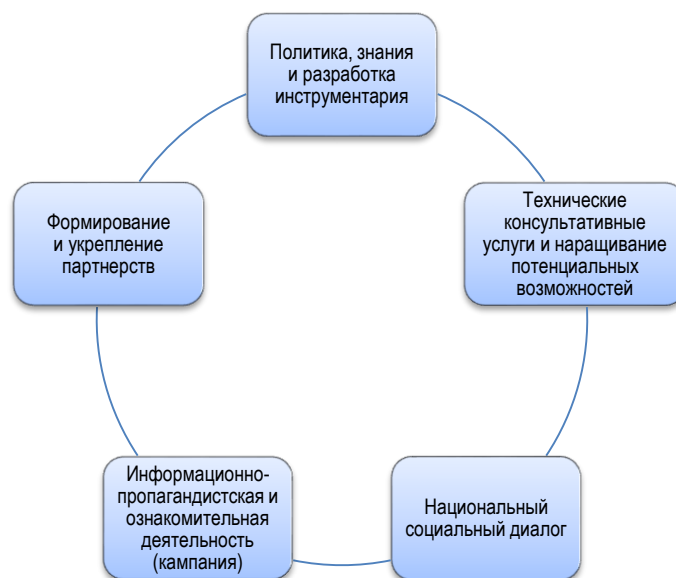 Политика, знания
и разработка
инструментария
Технические
консультативные
услуги и наращивание
потенциальных
возможностей
Национальный
социальный диалог
Информационно-
пропагандистская и
ознакомительная
деятельность
(кампания)
Формирование
и укрепление
партнерств